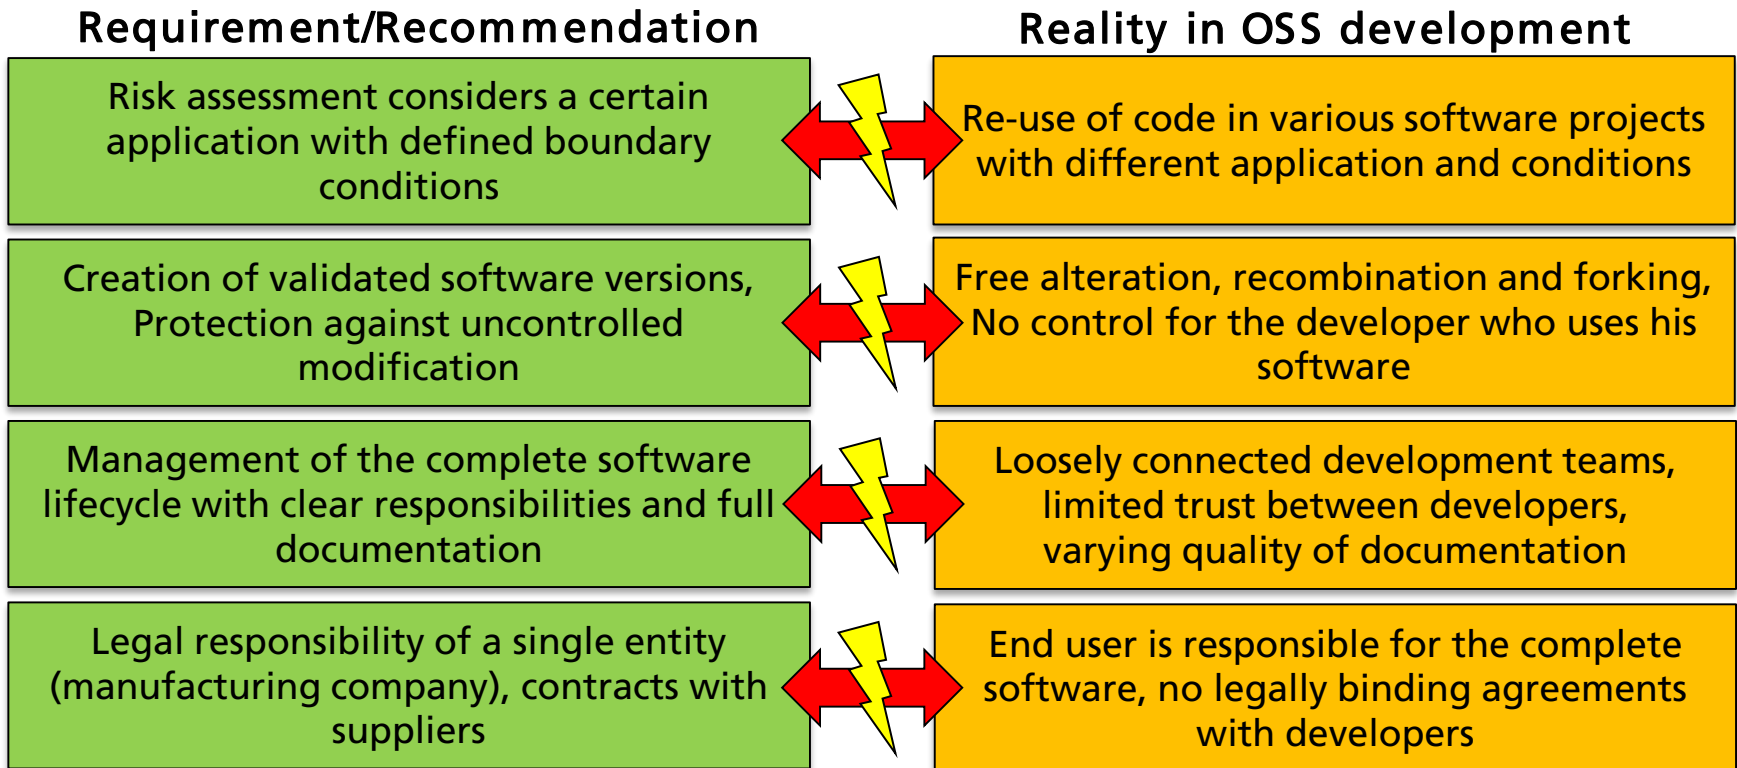 Requirement/Recommendation
Reality in OSS development
Risk assessment considers a certain
application with defined boundary
conditions
Re-use of code in various software projects
with different application and conditions
Creation of validated software versions,
Protection against uncontrolled
modification
Free alteration, recombination and forking,
No control for the developer who uses his
software
Management of the complete software
lifecycle with clear responsibilities and full
documentation
Loosely connected development teams,
limited trust between developers,
varying quality of documentation
Legal responsibility of a single entity
(manufacturing company), contracts with
suppliers
End user is responsible for the complete
software, no legally binding agreements
with developers